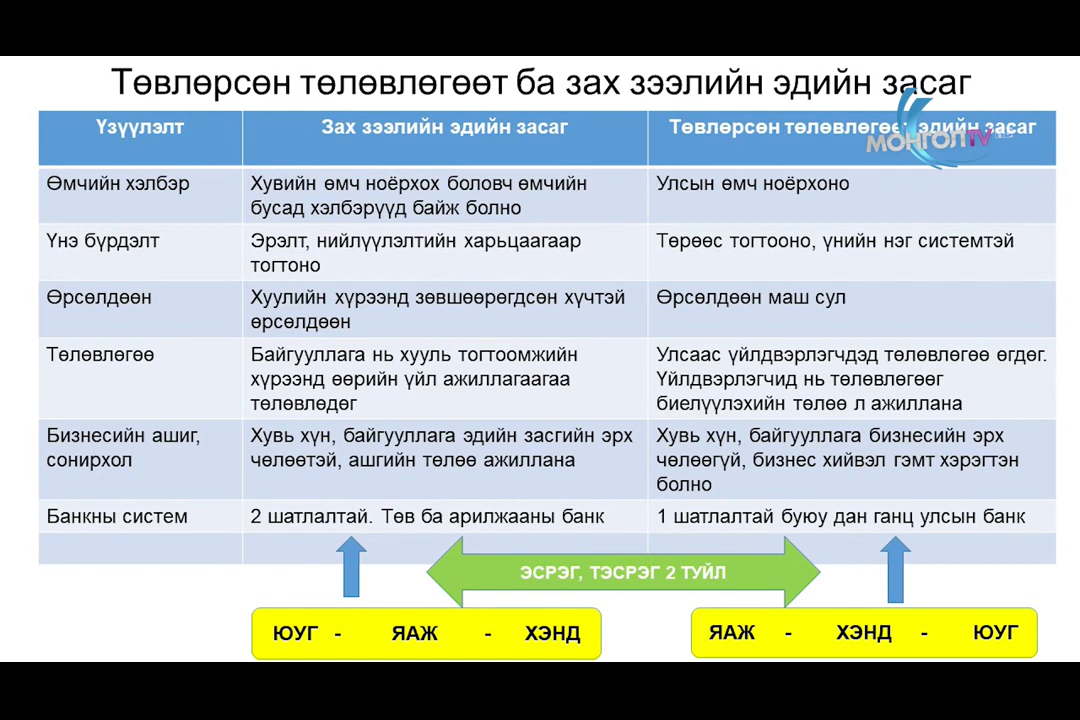 Төвлөрсөн төлөвлөгөөт ба зах зээлийн эдийн засаг
Үзүүлэлт
Зах зээлийн эдийн засаг
Төвлөрсөн төлөвлөгөөт эдийн засаг
МОНГОЛTV
Өмчийн хэлбэр
Хувийн өмч ноёрхох боловч өмчийн
бусад хэлбэрүүд байж болно
Улсын өмч ноёрхоно
Үнэ бүрдэлт
Эрэлт, нийлүүлэлтийн харьцаагаар
тогтоно
Төрөөс тогтооно, үнийн нэг системтэй
Өрсөлдөөн
Хуулийн хүрээнд зөвшөөрөгдсөн хүчтэй
өрсөлдөөн
Өрсөлдөөн маш сул
Төлөвлөгөө
Байгууллага нь хууль тогтоомжийн
хүрээнд өөрийн үйл ажиллагаагаа
төлөвлөдөг
Улсаас үйлдвэрлэгчдэд төлөвлөгөө өгдөг.
Үйлдвэрлэгчид нь төлөвлөгөөг
биелүүлэхийн төлөө л ажиллана
Бизнесийн ашиг,
сонирхол
Хувь хүн, байгууллага эдийн засгийн эрх
чөлөөтэй, ашгийн төлөө ажиллана
Хувь хүн, байгууллага бизнесийн эрх
чөлөөгүй, бизнес хийвэл гэмт хэрэгтэн
болно
Банкны систем
2 шатлалтай. Төв ба арилжааны банк
1 шатлалтай буюу дан ганц улсын банк
ЭСРЭГ, ТЭСРЭГ 2 ТУЙЛ
ЮУГ - ЯАЖ - ХЭНД
ЯАЖ - ХЭНД - ЮУГ